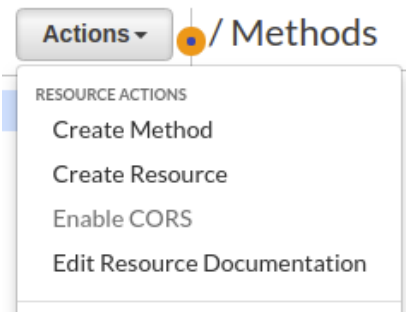 Actions
/ Methods
RESOURCE ACTIONS
Create Method
Create Resource
Enable CORS
Edit Resource Documentation